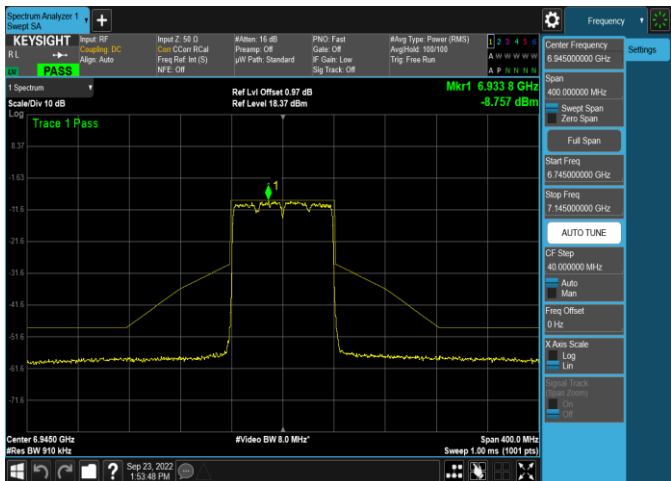 Spectrum Analyzer 1
Swept SA
+
Frequency
KEYSIGHT
RL
PASS
Input: RF
Coupling: DC
Align: Auto
Input Z: 50 Ω
Corr CCorr RCal
Freq Ref: Int (S)
NFE: Off
#Atten: 16 dB
Preamp: Off
µW Path: Standard
PNO: Fast
Gate: Off
IF Gain: Low
Sig Track: Off
#Avg Type: Power (RMS)
Avg|Hold: 100/100
Trig: Free Run
1 2 3 4 5 6
A W W W W W
A P N N N N
1 Spectrum
Scale/Div 10 dB
Log
Ref Lvl Offset 0.97 dB
Ref Level 18.37 dBm
Mkr1 6.933 8 GHz
-8.757 dBm
Trace 1 Pass
8.37
-1.63
-11.6
-21.6
-31.6
-41.6
-51.6
-61.6
-71.6
1
Center 6.9450 GHz
#Res BW 910 kHz
#Video BW 8.0 MHz*
Span 400.0 MHz
Sweep 1.00 ms (1001 pts)
Center Frequency
6.945000000 GHz
Settings
Span
400.000000 MHz
Swept Span
Zero Span
Full Span
Start Freq
6.745000000 GHz
Stop Freq
7.145000000 GHz
AUTO TUNE
CF Step
40.000000 MHz
Auto
Man
Freq Offset
0 Hz
X Axis Scale
Log
Lin
Signal Track
(Span Zoom)
On
Off
?
Sep 23, 2022
1:53:48 PM